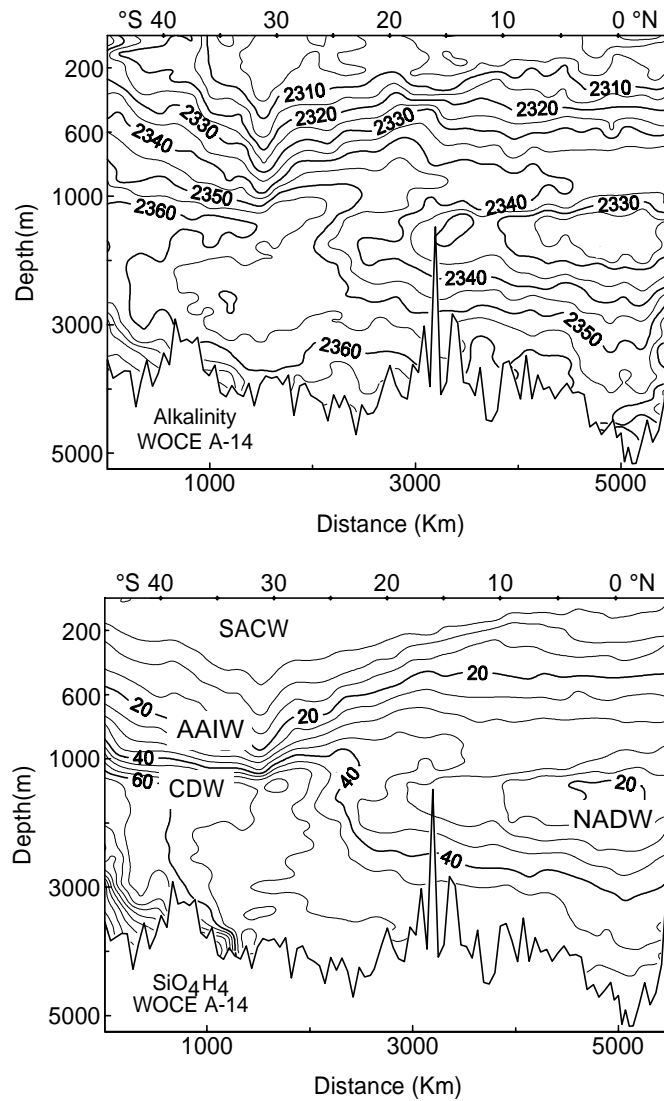 °S 40 30 20 10 0 °N
200
600
1000
3000
5000
Depth(m)
2310
2310
2320
2320
2330
2330
2340
2350
2340
2330
2360
2340
2350
2360
Alkalinity
WOCE A-14
1000 3000 5000
Distance (Km)
°S 40 30 20 10 0 °N
200
600
1000
3000
5000
Depth(m)
SACW
20
20
20
AAIW
40
40
60
CDW
20
NADW
40
SiO4H4
WOCE A-14
1000 3000 5000
Distance (Km)